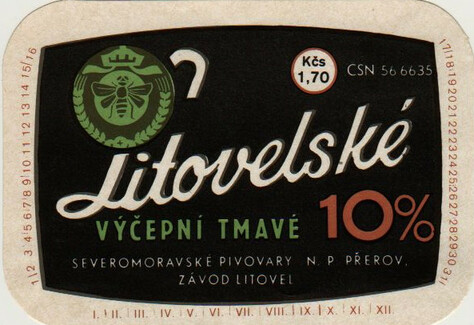 Kčs
1,70
CSN 56 6635
Litovelské
VÝČEPNÍ TMAVÉ 10%
SEVEROMORAVSKÉ PIVOVARY N. P. PŘEROV,
ZÁVOD LITOVEL
1 2 3 4 5 6 7 8 9 10 11 12 13 14 15 16
17 18 19 20 21 22 23 24 25 26 27 28 29 30 31
I. II. III. IV. V. VI. VII. VIII. IX. X. XI. XII.